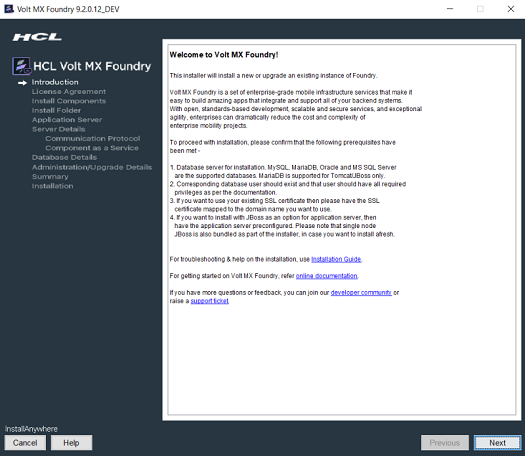 Volt MX Foundry 9.2.0.12_DEV
HCL
HCL Volt MX Foundry
Introduction
License Agreement
Install Components
Install Folder
Application Server
Server Details
Communication Protocol
Component as a Service
Database Details
Administration/Upgrade Details
Summary
Installation
Welcome to Volt MX Foundry!
This installer will install a new or upgrade an existing instance of Foundry.
Volt MX Foundry is a set of enterprise-grade mobile infrastructure services that make it
easy to build amazing apps that integrate and support all of your backend systems.
With open, standards-based development, scalable and secure services, and exceptional
agility, enterprises can dramatically reduce the cost and complexity of
enterprise mobility projects.
To proceed with installation, please confirm that the following prerequisites have
been met -
1. Database server for installation. MySQL, MariaDB, Oracle and MS SQL Server
are the supported databases. MariaDB is supported for Tomcat/JBoss only.
2. Corresponding database user should exist and that user should have all required
privileges as per the documentation.
3. If you want to use your existing SSL certificate then please have the SSL
certificate mapped to the domain name you want to use.
4. If you want to install with JBoss as an option for application server, then
have the application server preconfigured. Please note that single node
JBoss is also bundled as part of the installer, in case you want to install afresh.
For troubleshooting & help on the installation, use Installation Guide.
For getting started on Volt MX Foundry, refer online documentation.
If you have more questions or feedback, you can join our developer community or
raise a support ticket.
InstallAnywhere
Cancel
Help
Previous
Next